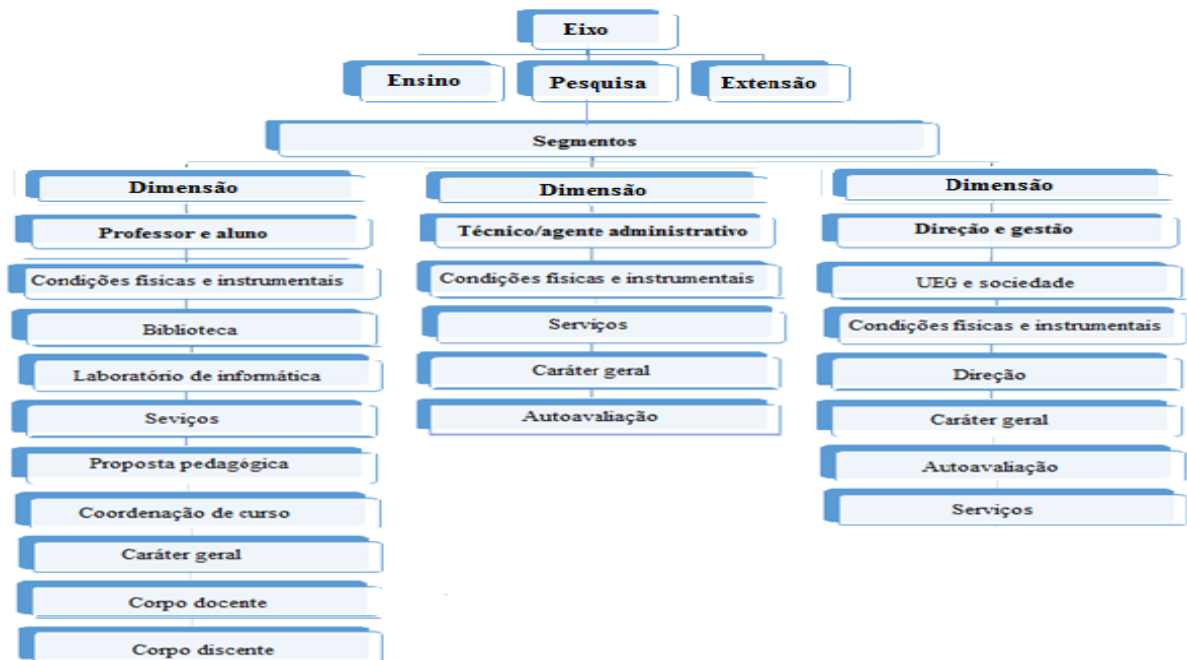 Eixo
Ensino
Pesquisa
Extensão
Segmentos
Dimensão
Professor e aluno
Condições físicas e instrumentais
Biblioteca
Laboratório de informática
Seviços
Proposta pedagógica
Coordenação de curso
Caráter geral
Corpo docente
Corpo discente
Dimensão
Técnico/agente administrativo
Condições físicas e instrumentais
Serviços
Caráter geral
Autoavaliação
Dimensão
Direção e gestão
UEG e sociedade
Condições físicas e instrumentais
Direção
Caráter geral
Autoavaliação
Serviços